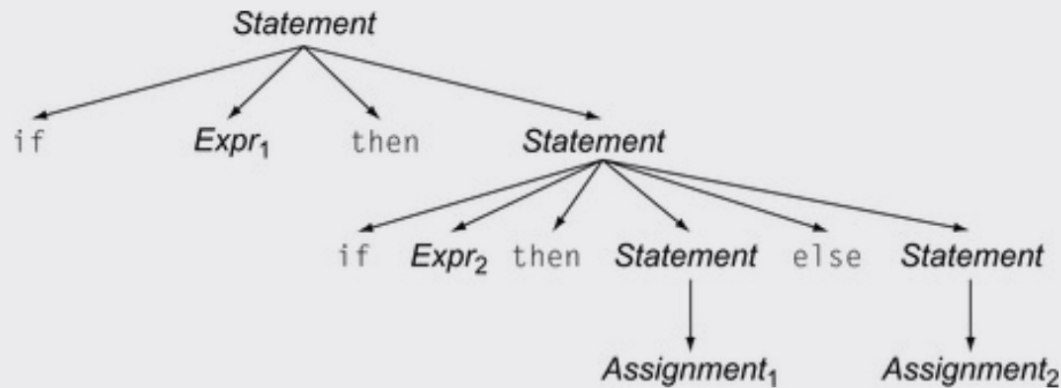 Statement
if Expr₁ then Statement
if Expr₂ then Statement else Statement
Assignment₁ Assignment₂